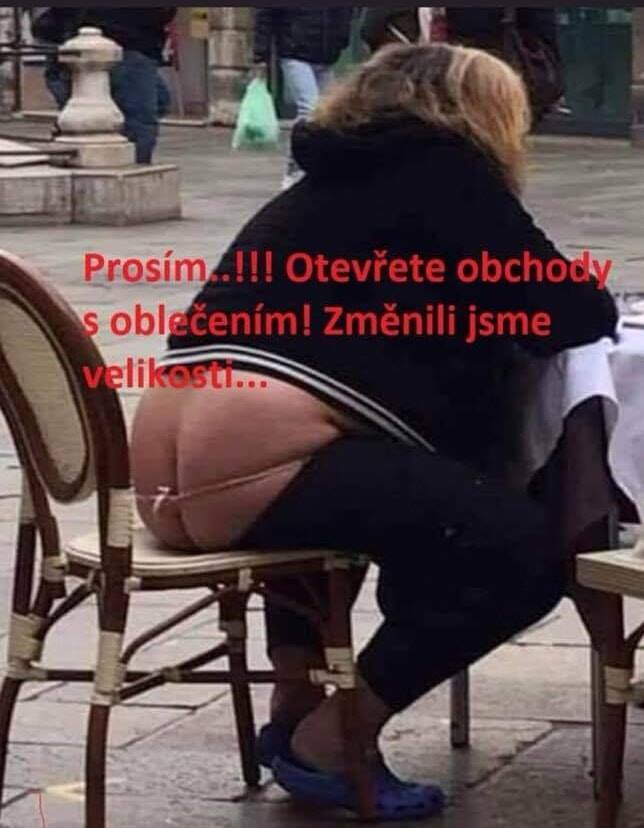 Prosím..!!! Otevřete obchody
s oblečením! Změnili jsme
velikosti...